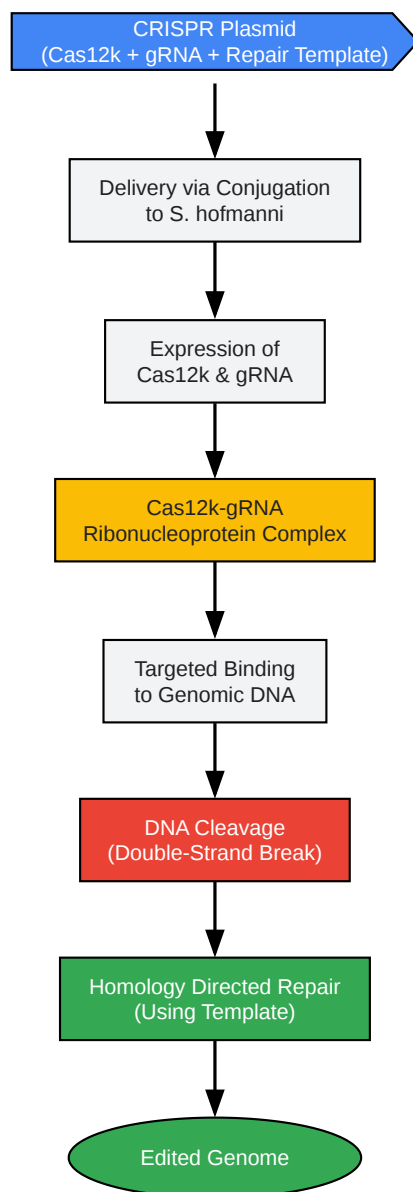 CRISPR Plasmid
(Cas12k + gRNA + Repair Template)
Delivery via Conjugation
to S. hofmanni
Expression of
Cas12k & gRNA
Cas12k-gRNA
Ribonucleoprotein Complex
Targeted Binding
to Genomic DNA
DNA Cleavage
(Double-Strand Break)
Homology Directed Repair
(Using Template)
Edited Genome